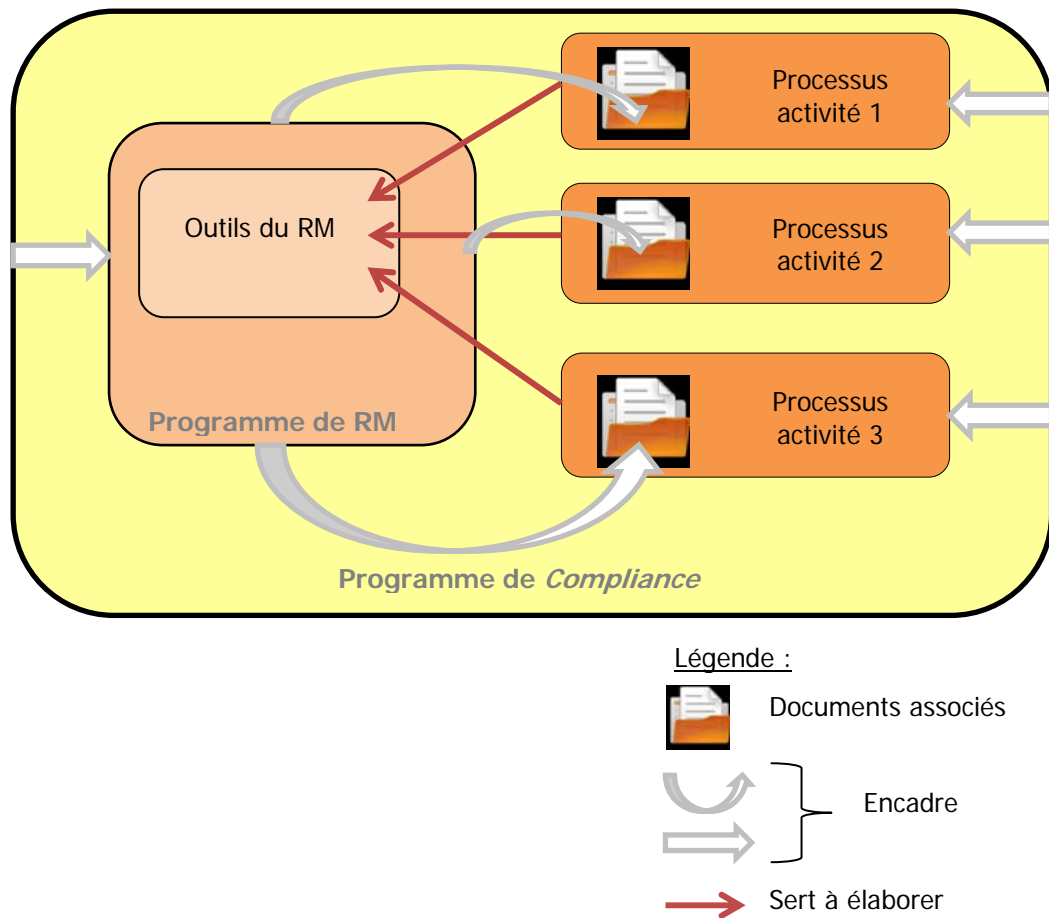 Processus
activité 1
Outils du RM
Processus
activité 2
Processus
activité 3
Programme de RM
Programme de Compliance
Légende :
Documents associés
Encadre
Sert à élaborer